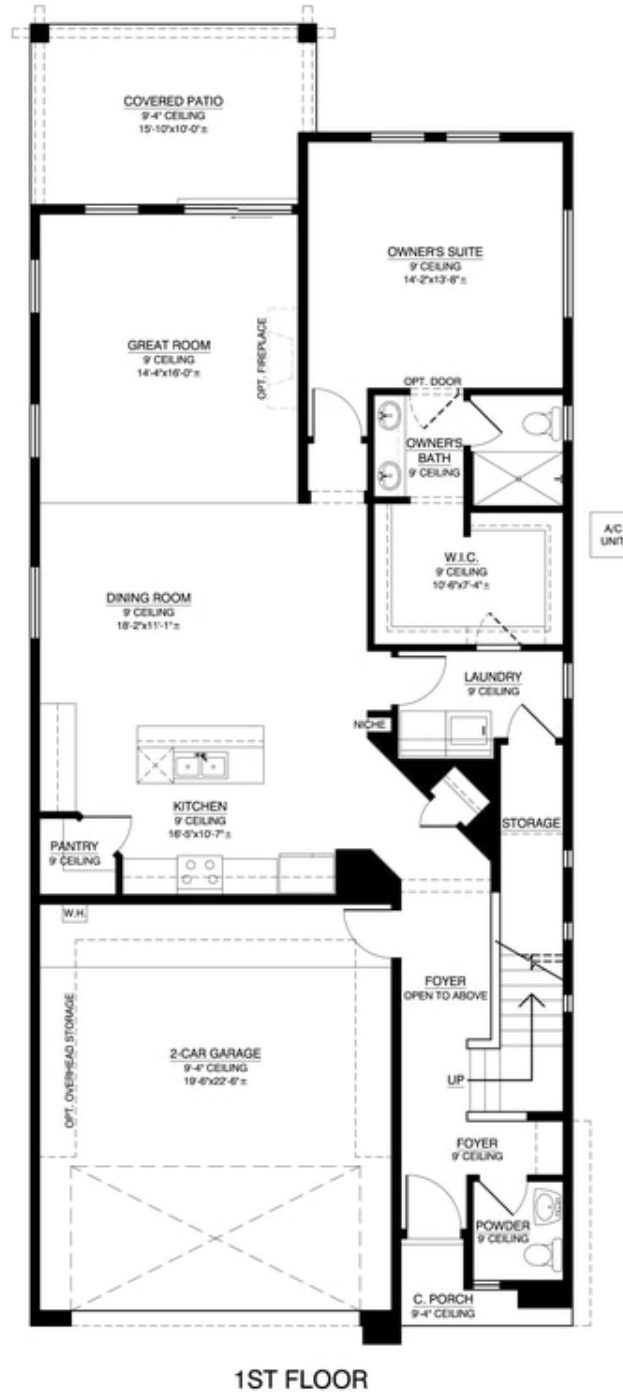 COVERED PATIO
9'-4" CEILING
15'-10"x10'-0"±
OWNER'S SUITE
9' CEILING
14'-2"x13'-8"±
GREAT ROOM
9' CEILING
14'-4"x16'-0"±
OPT. FIREPLACE
OPT. DOOR
OWNER'S
BATH
9' CEILING
A/C
UNIT
W.I.C.
9' CEILING
10'-6"x7'-4"±
DINING ROOM
9' CEILING
18'-2"x11'-1"±
LAUNDRY
9' CEILING
NICHE
KITCHEN
9' CEILING
16'-5"x10'-7"±
STORAGE
PANTRY
9' CEILING
W.H.
FOYER
OPEN TO ABOVE
OPT. OVERHEAD STORAGE
2-CAR GARAGE
9'-4" CEILING
19'-6"x22'-6"±
UP
FOYER
9' CEILING
POWDER
9' CEILING
C. PORCH
9'-4" CEILING
1ST FLOOR